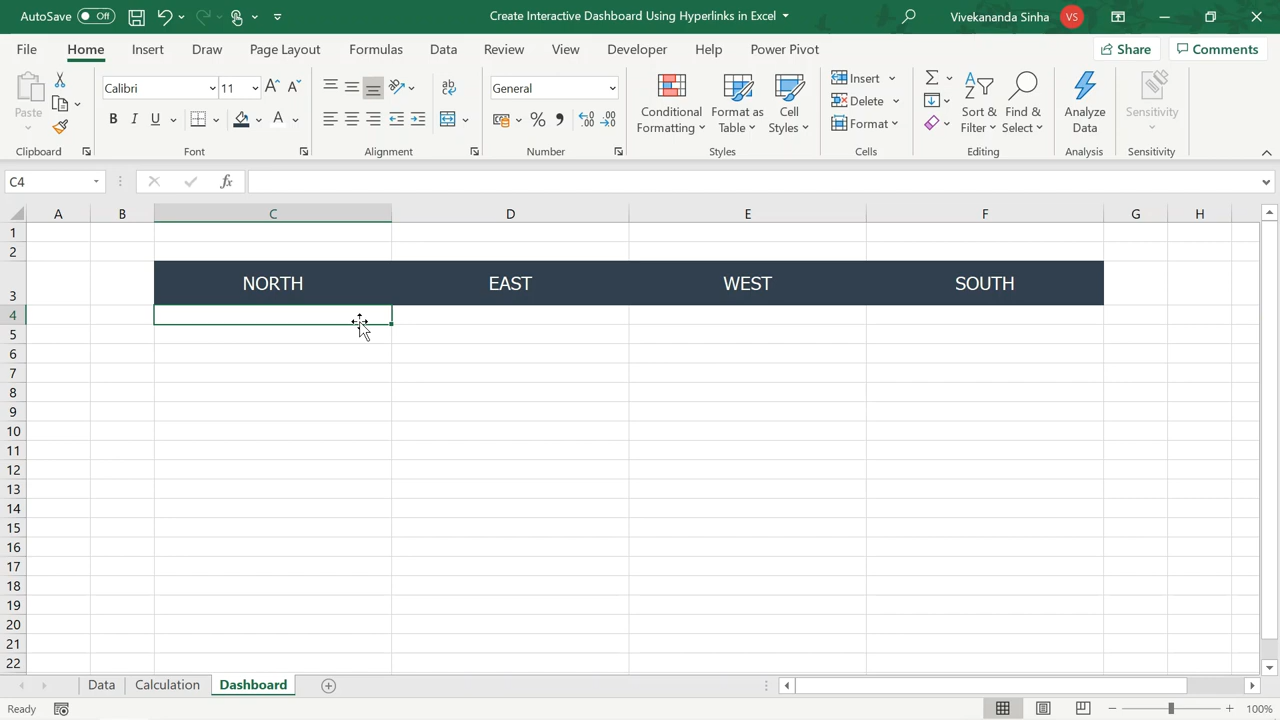 AutoSave Off Create Interactive Dashboard Using Hyperlinks in Excel Vivekananda Sinha VS
File Home Insert Draw Page Layout Formulas Data Review View Developer Help Power Pivot Share Comments
Paste
Clipboard
Calibri 11
B I U A
Font
Alignment
General
Number
Conditional Formatting
Format as Table
Cell Styles
Styles
Insert
Delete
Format
Cells
Sort & Filter
Find & Select
Editing
Analyze Data
Analysis
Sensitivity
Sensitivity
C4 fx
A B C D E F G H
1
2
3 NORTH EAST WEST SOUTH
4
5
6
7
8
9
10
11
12
13
14
15
16
17
18
19
20
21
22
Data Calculation Dashboard
Ready 100%